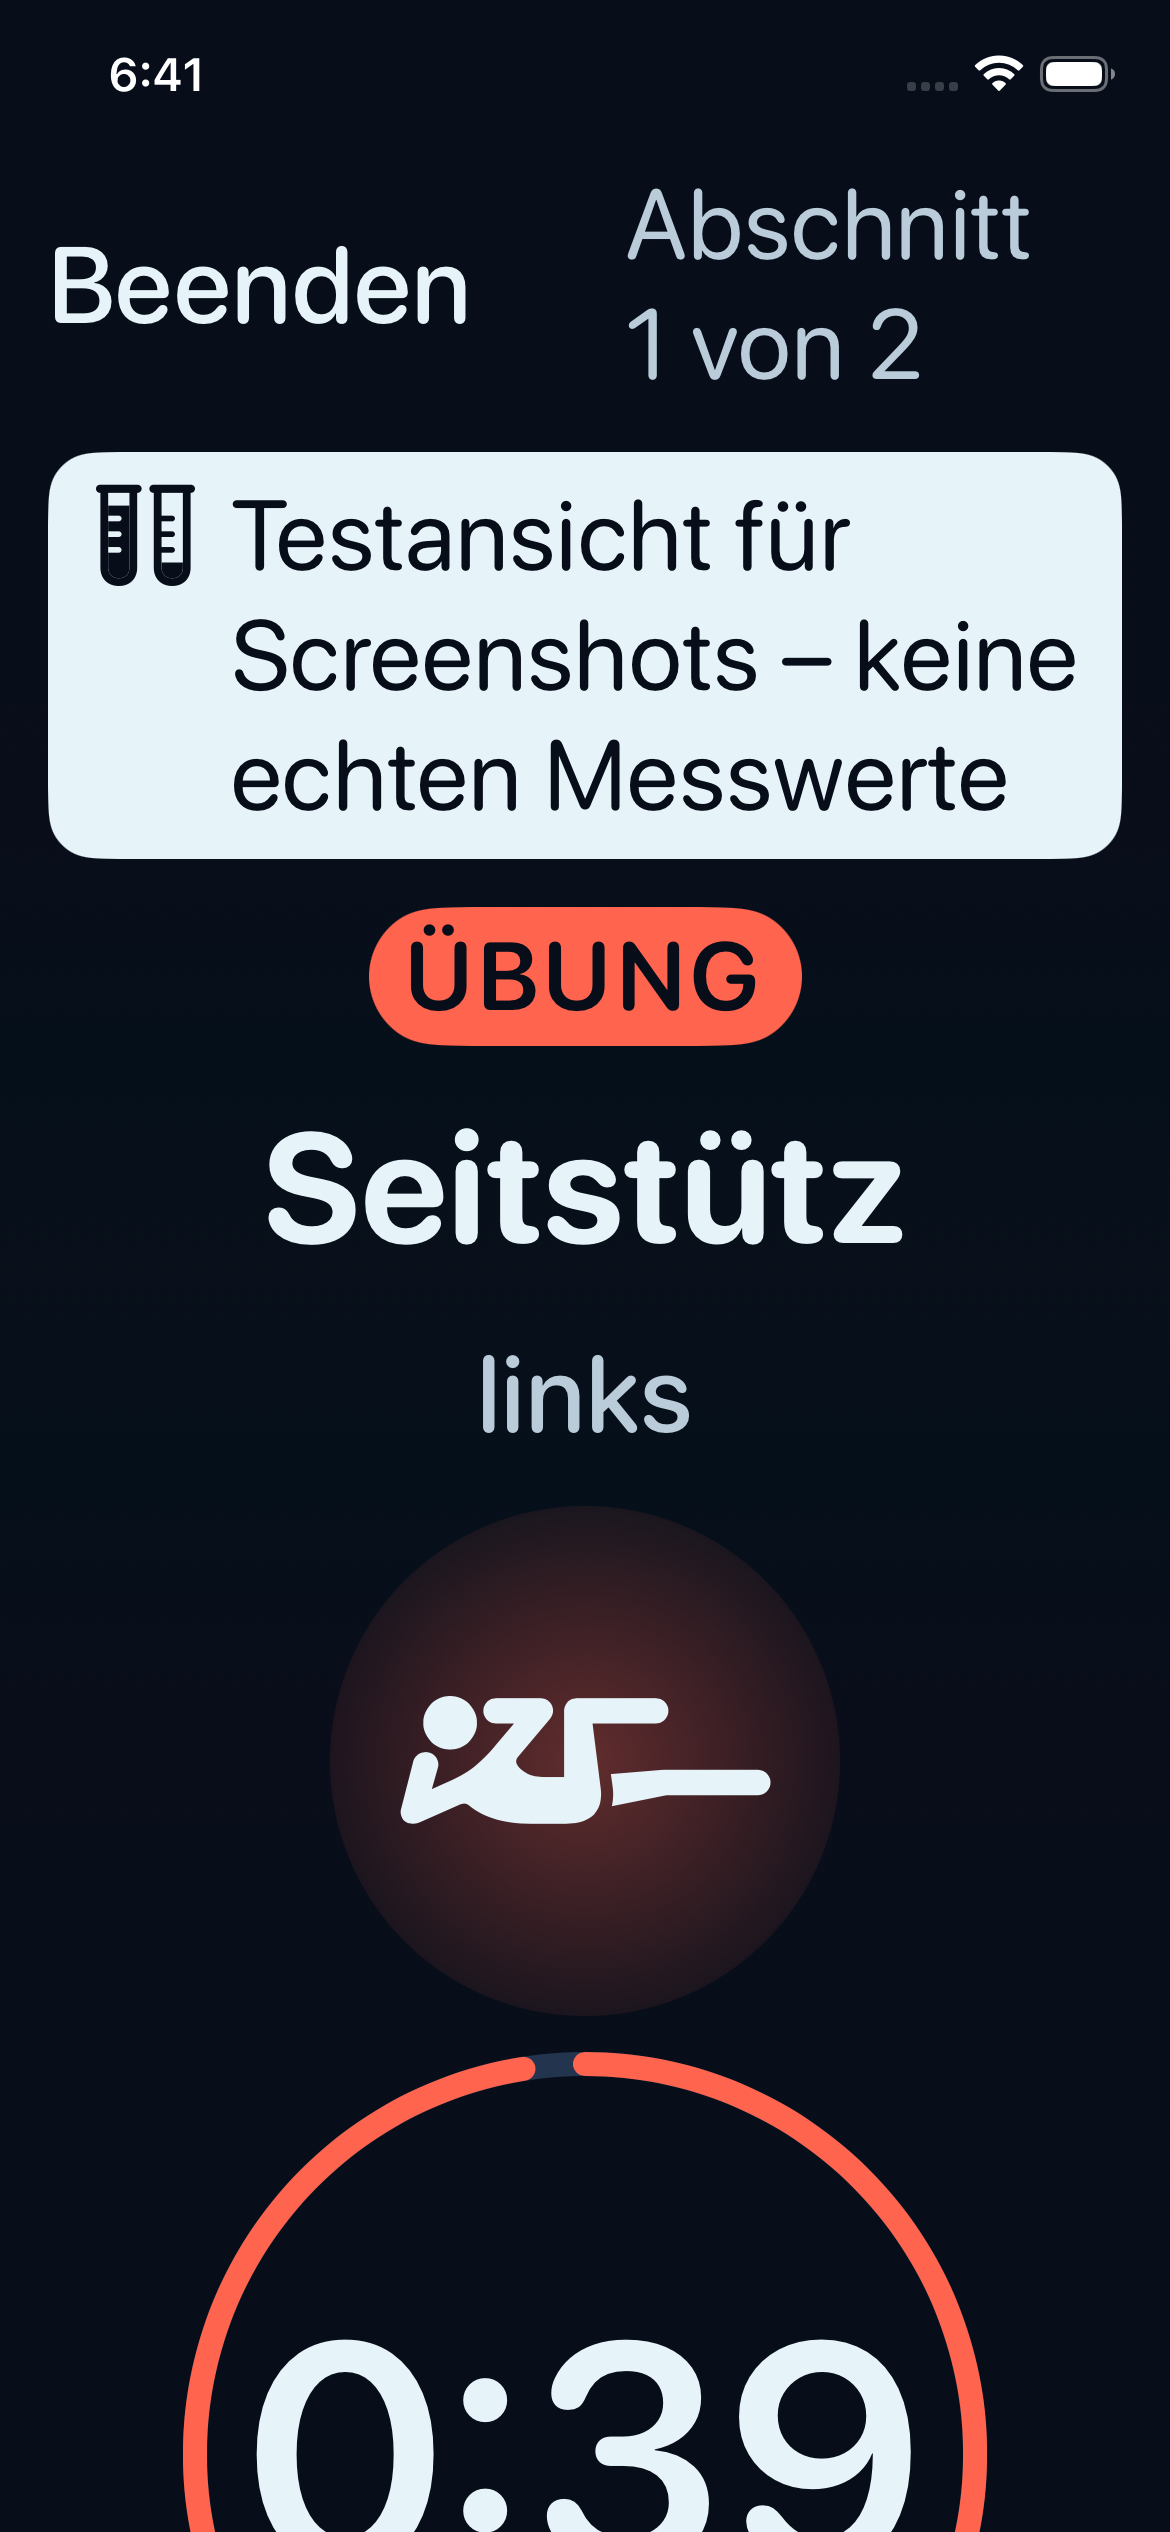 6:41
Beenden
Abschnitt
1 von 2
Testansicht für
Screenshots – keine
echten Messwerte
ÜBUNG
Seitstütz
links
0:39